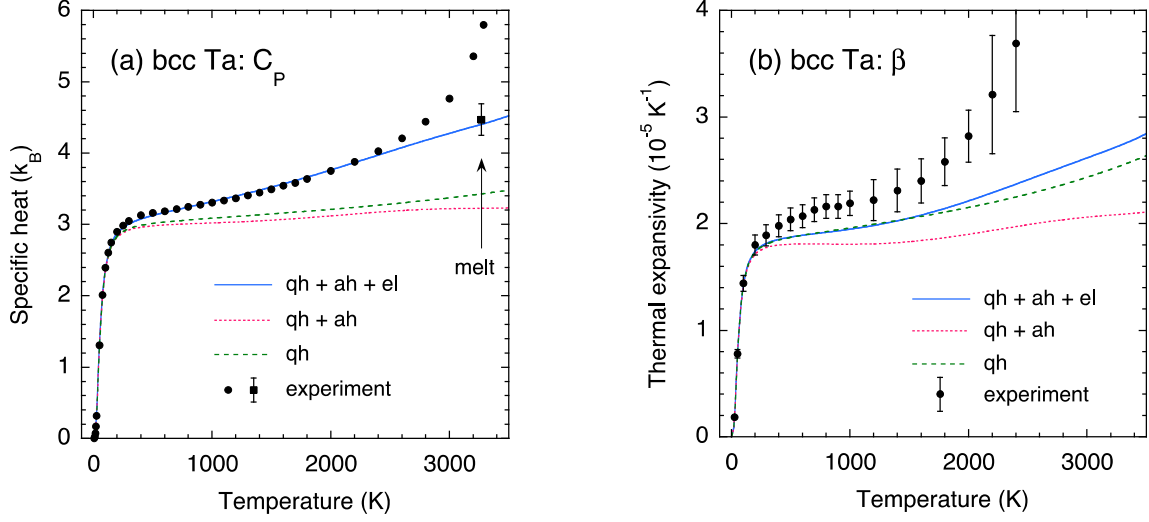 (a) bcc Ta: C_P
Specific heat (k_B)
6
5
4
3
2
1
0
0
1000
2000
3000
Temperature (K)
melt
qh + ah + el
qh + ah
qh
experiment
(b) bcc Ta: β
Thermal expansivity (10^-5 K^-1)
4
3
2
1
0
0
1000
2000
3000
Temperature (K)
qh + ah + el
qh + ah
qh
experiment